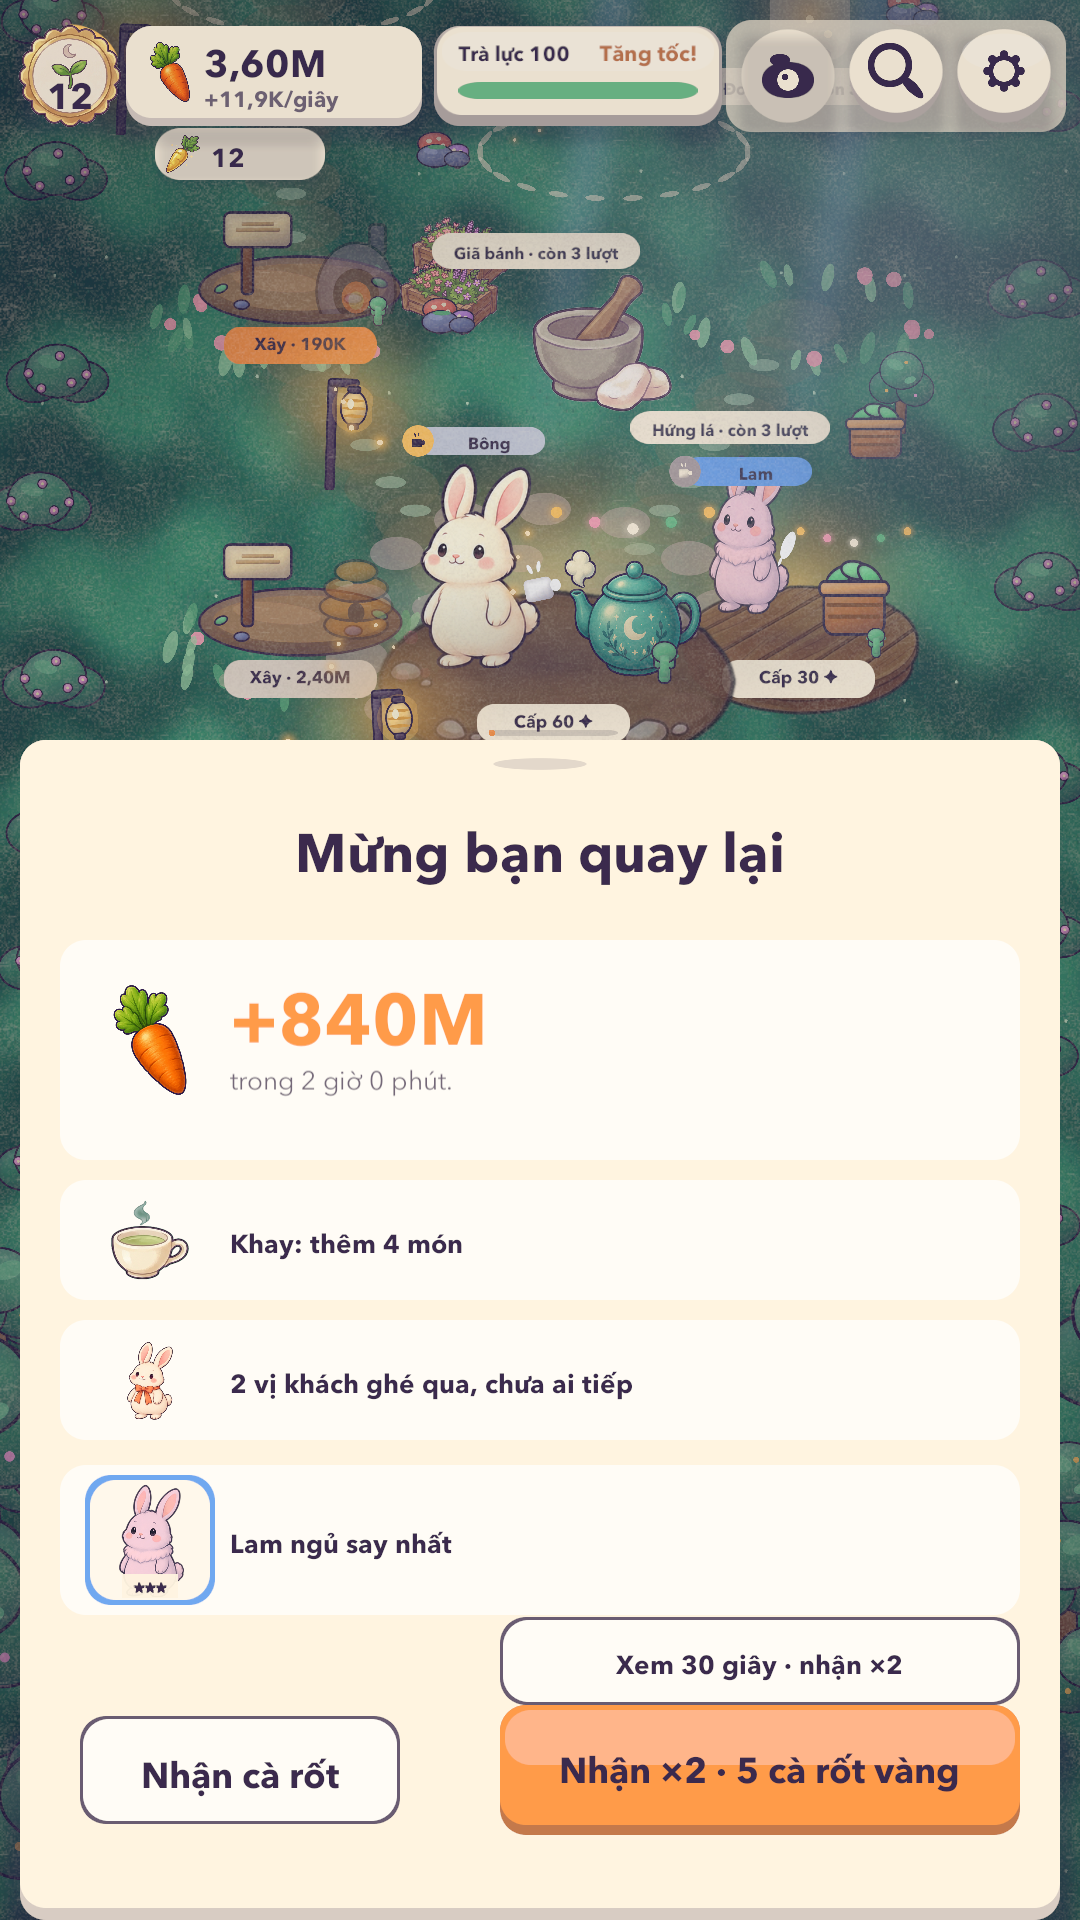 12
3,60M
+11,9K/giây
Trà lực 100
Tăng tốc!
12
Giã bánh · còn 3 lượt
Xây · 190K
Hứng lá · còn 3 lượt
Bông
Lam
Xây · 2,40M
Cấp 30
Cấp 60
Mừng bạn quay lại
+840M
trong 2 giờ 0 phút.
Khay: thêm 4 món
2 vị khách ghé qua, chưa ai tiếp
Lam ngủ say nhất
Xem 30 giây · nhận ×2
Nhận cà rốt
Nhận ×2 · 5 cà rốt vàng